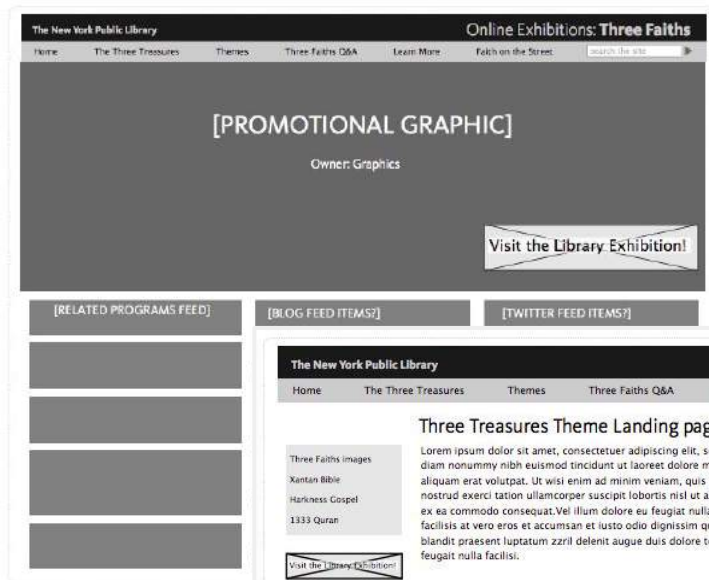 The New York Public Library
Online Exhibitions: Three Faiths
Home The Three Treasures Themes Three Faiths Q&A Learn More Faith on the Street search the site
[PROMOTIONAL GRAPHIC]
Owner: Graphics
Visit the Library Exhibition!
[RELATED PROGRAMS FEED]
[BLOG FEED ITEMS?]
[TWITTER FEED ITEMS?]
The New York Public Library
Home The Three Treasures Themes Three Faiths Q&A
Three Treasures Theme Landing pag
Three Faiths images
Xantan Bible
Harkness Gospel
1333 Quran
Visit the Library Exhibition!
Lorem ipsum dolor sit amet, consectetuer adipiscing elit, s
diam nonummy nibh euismod tincidunt ut laoreet dolore m
aliquam erat volutpat. Ut wisi enim ad minim veniam, quis
nostrud exerci tation ullamcorper suscipit lobortis nisl ut a
ex ea commodo consequat.Vel illum dolore eu feugiat nulla
facilisis at vero eros et accumsan et iusto odio dignissim qu
blandit praesent luptatum zzril delenit augue duis dolore te
feugait nulla facilisi.